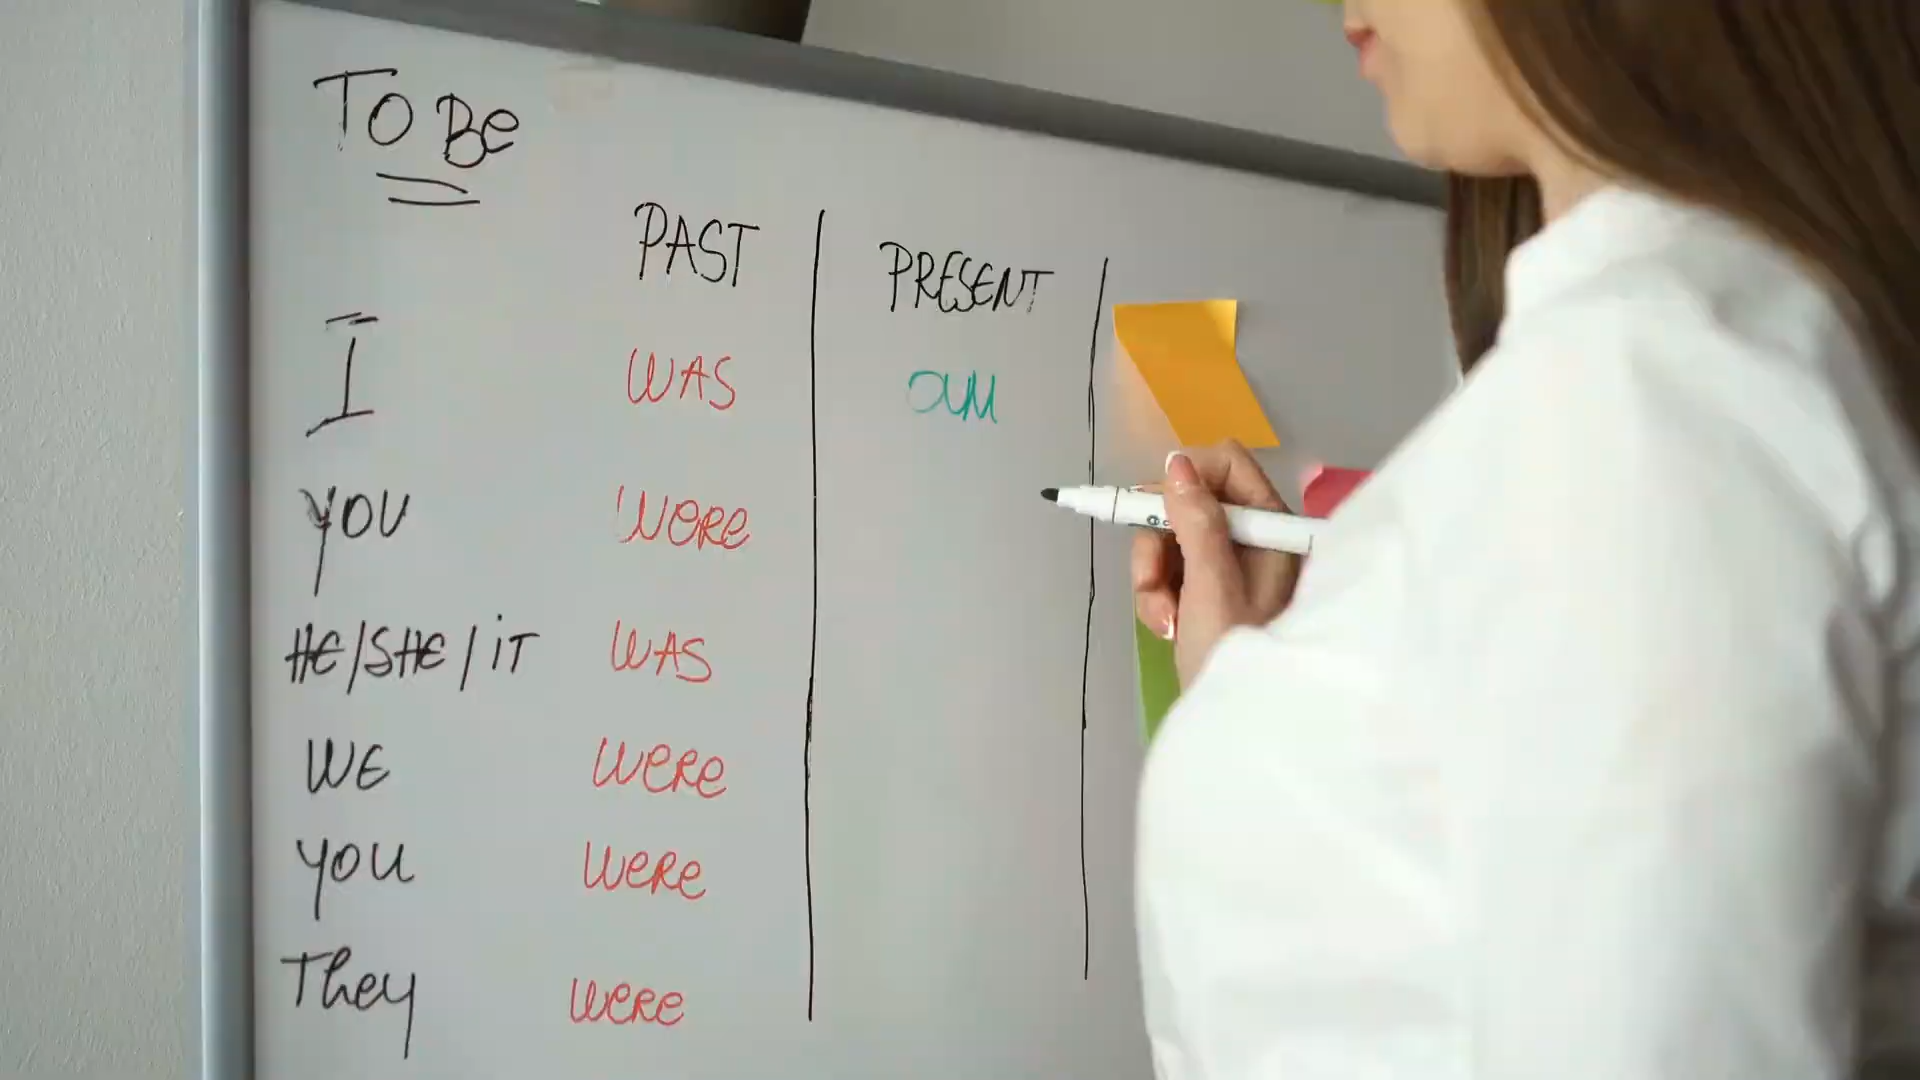 To Be
PAST PRESENT
I WAS am
YOU WERE
HE/SHE/iT WAS
WE WERE
YOU WERE
They WERE